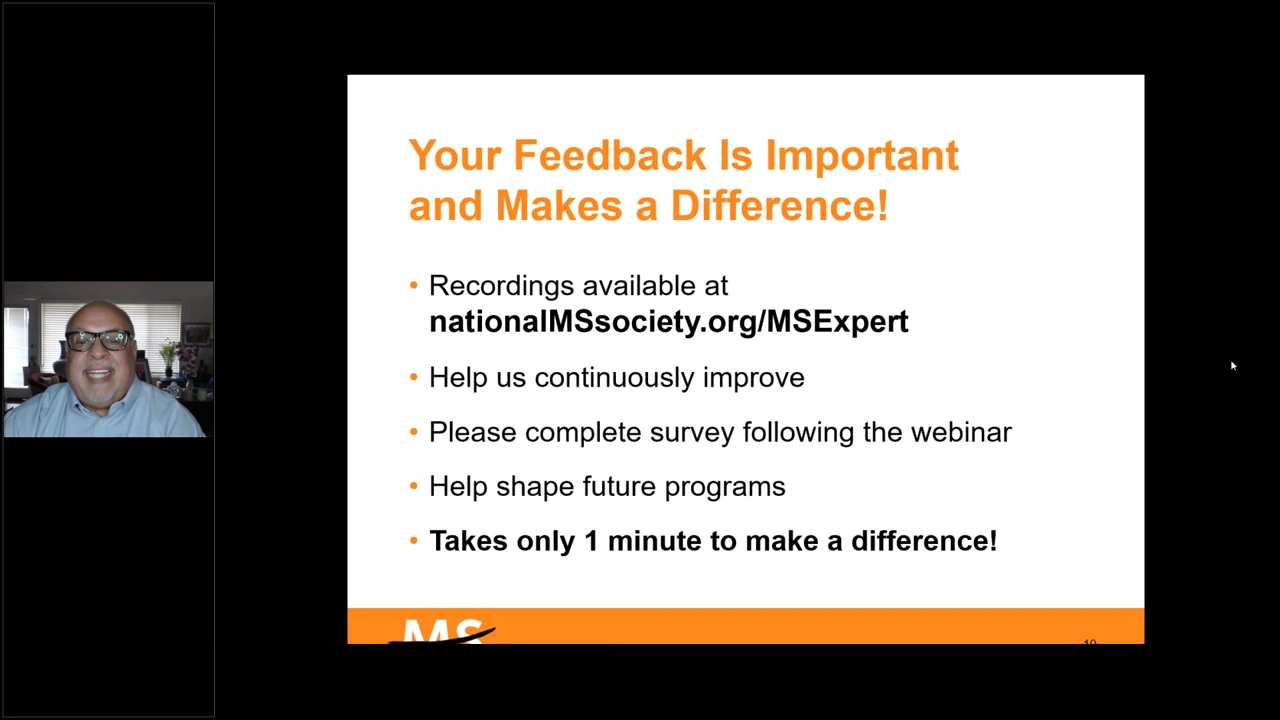 Your Feedback Is Important
and Makes a Difference!
• Recordings available at
nationalMSsociety.org/MSExpert
• Help us continuously improve
• Please complete survey following the webinar
• Help shape future programs
• Takes only 1 minute to make a difference!
MS